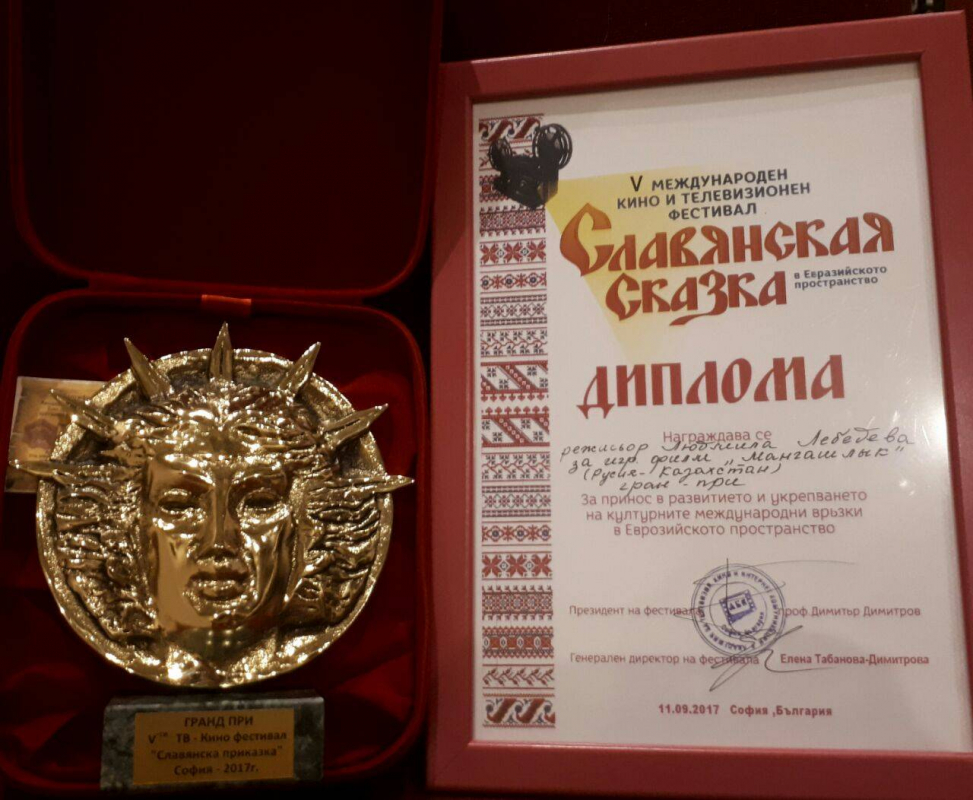 ГРАНД ПРИ
V ТВ - Кино фестивал
"Славянска приказка"
София - 2017г.
V МЕЖДУНАРОДЕН
КИНО И ТЕЛЕВИЗИОНЕН
ФЕСТИВАЛ
СЛАВЯНСКАЯ
СКАЗКА
в Евразийското
пространство
ДИПЛОМА
Награждава се
режисьор Людмила Лебедева
за игр. филм "Мангашлык"
(Русия-Казахстан)
гран при
За принос в развитието и укрепването
на културните международни връзки
в Еврозийското пространство
Президент на фестивала проф.Димитър Димитров
Генерален директор на фестивала Елена Табанова-Димитрова
11.09.2017 София ,България